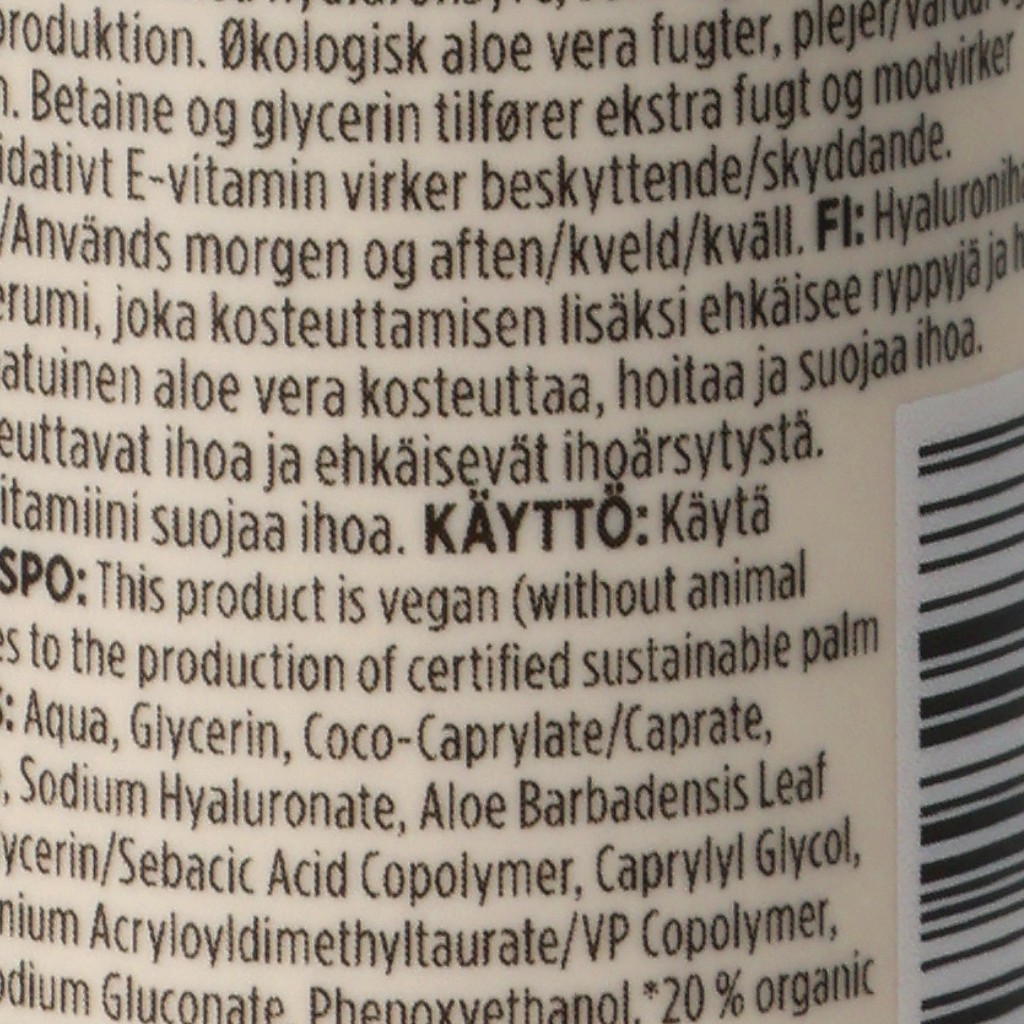 produktion. Økologisk aloe vera fugter, plejer/vårdar
Betaine og glycerin tilfører ekstra fugt og modvirker
idativt E-vitamin virker beskyttende/skyddande.
/Används morgen og aften/kveld/kväll. FI: Hyaluronih
erumi, joka kosteuttamisen lisäksi ehkäisee ryppyjä ja h
atuinen aloe vera kosteuttaa, hoitaa ja suojaa ihoa.
euttavat ihoa ja ehkäisevät ihoärsytystä.
itamiini suojaa ihoa. KÄYTTÖ: Käytä
SPO: This product is vegan (without animal
es to the production of certified sustainable palm
S: Aqua, Glycerin, Coco-Caprylate/Caprate,
, Sodium Hyaluronate, Aloe Barbadensis Leaf
ycerin/Sebacic Acid Copolymer, Caprylyl Glycol,
nium Acryloyldimethyltaurate/VP Copolymer,
odium Gluconate, Phenoxyethanol. *20 % organic